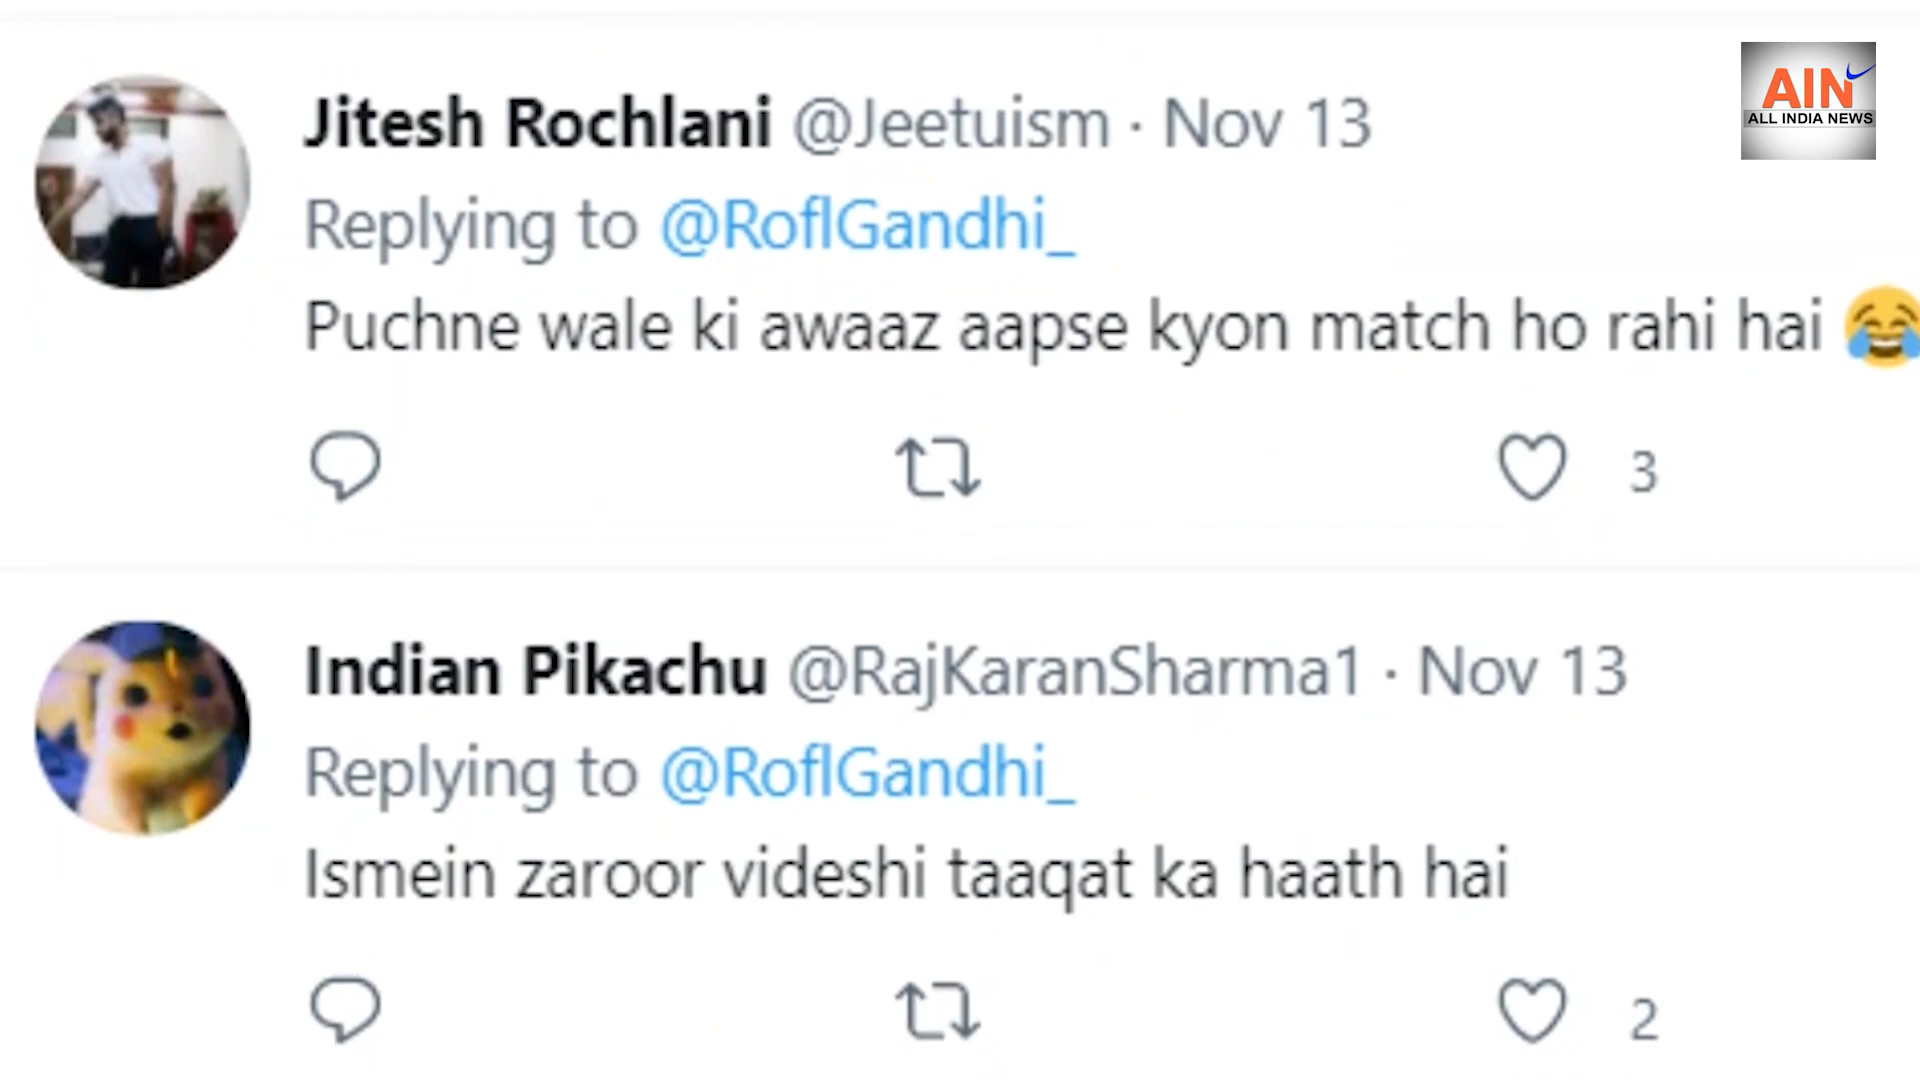 Jitesh Rochlani @Jeetuism · Nov 13
Replying to @RoflGandhi_
Puchne wale ki awaaz aapse kyon match ho rahi hai 😂
3
Indian Pikachu @RajKaranSharma1 · Nov 13
Replying to @RoflGandhi_
Ismein zaroor videshi taaqat ka haath hai
2
AIN
ALL INDIA NEWS